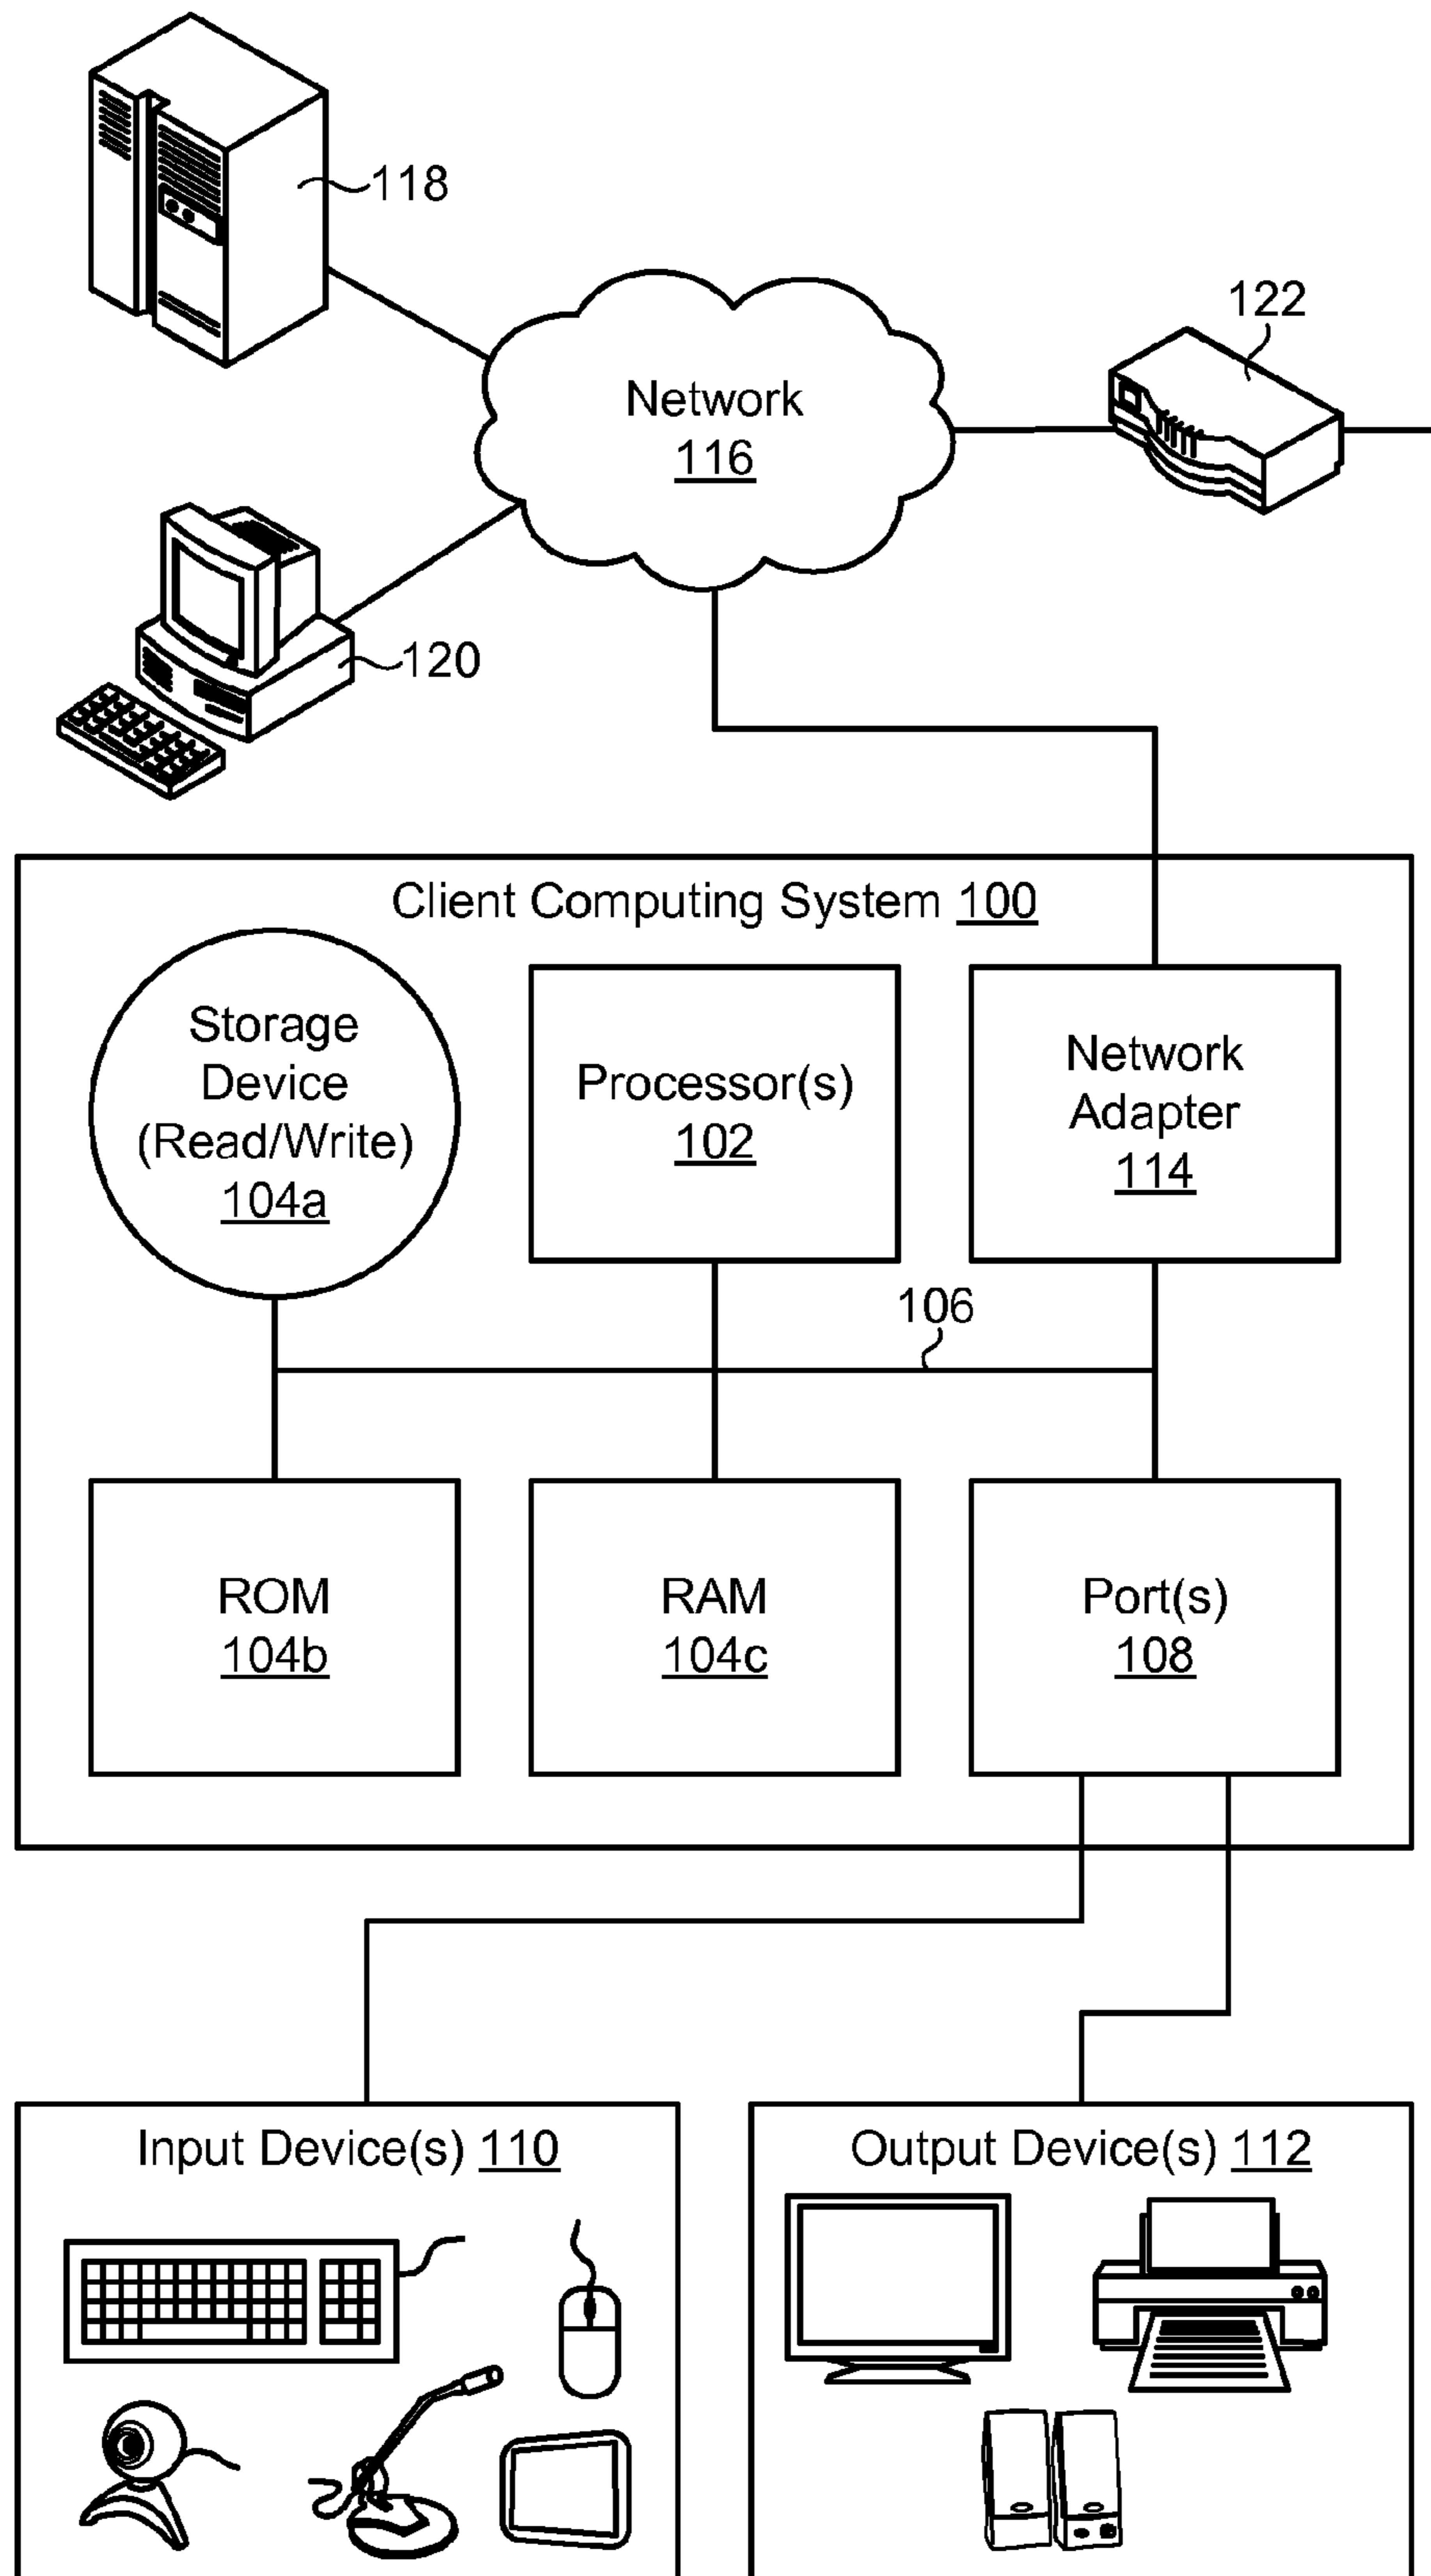 118
122
Network
116
120
Client Computing System 100
Storage
Device
(Read/Write)
104a
Processor(s)
102
Network
Adapter
114
106
ROM
104b
RAM
104c
Port(s)
108
Input Device(s) 110
Output Device(s) 112